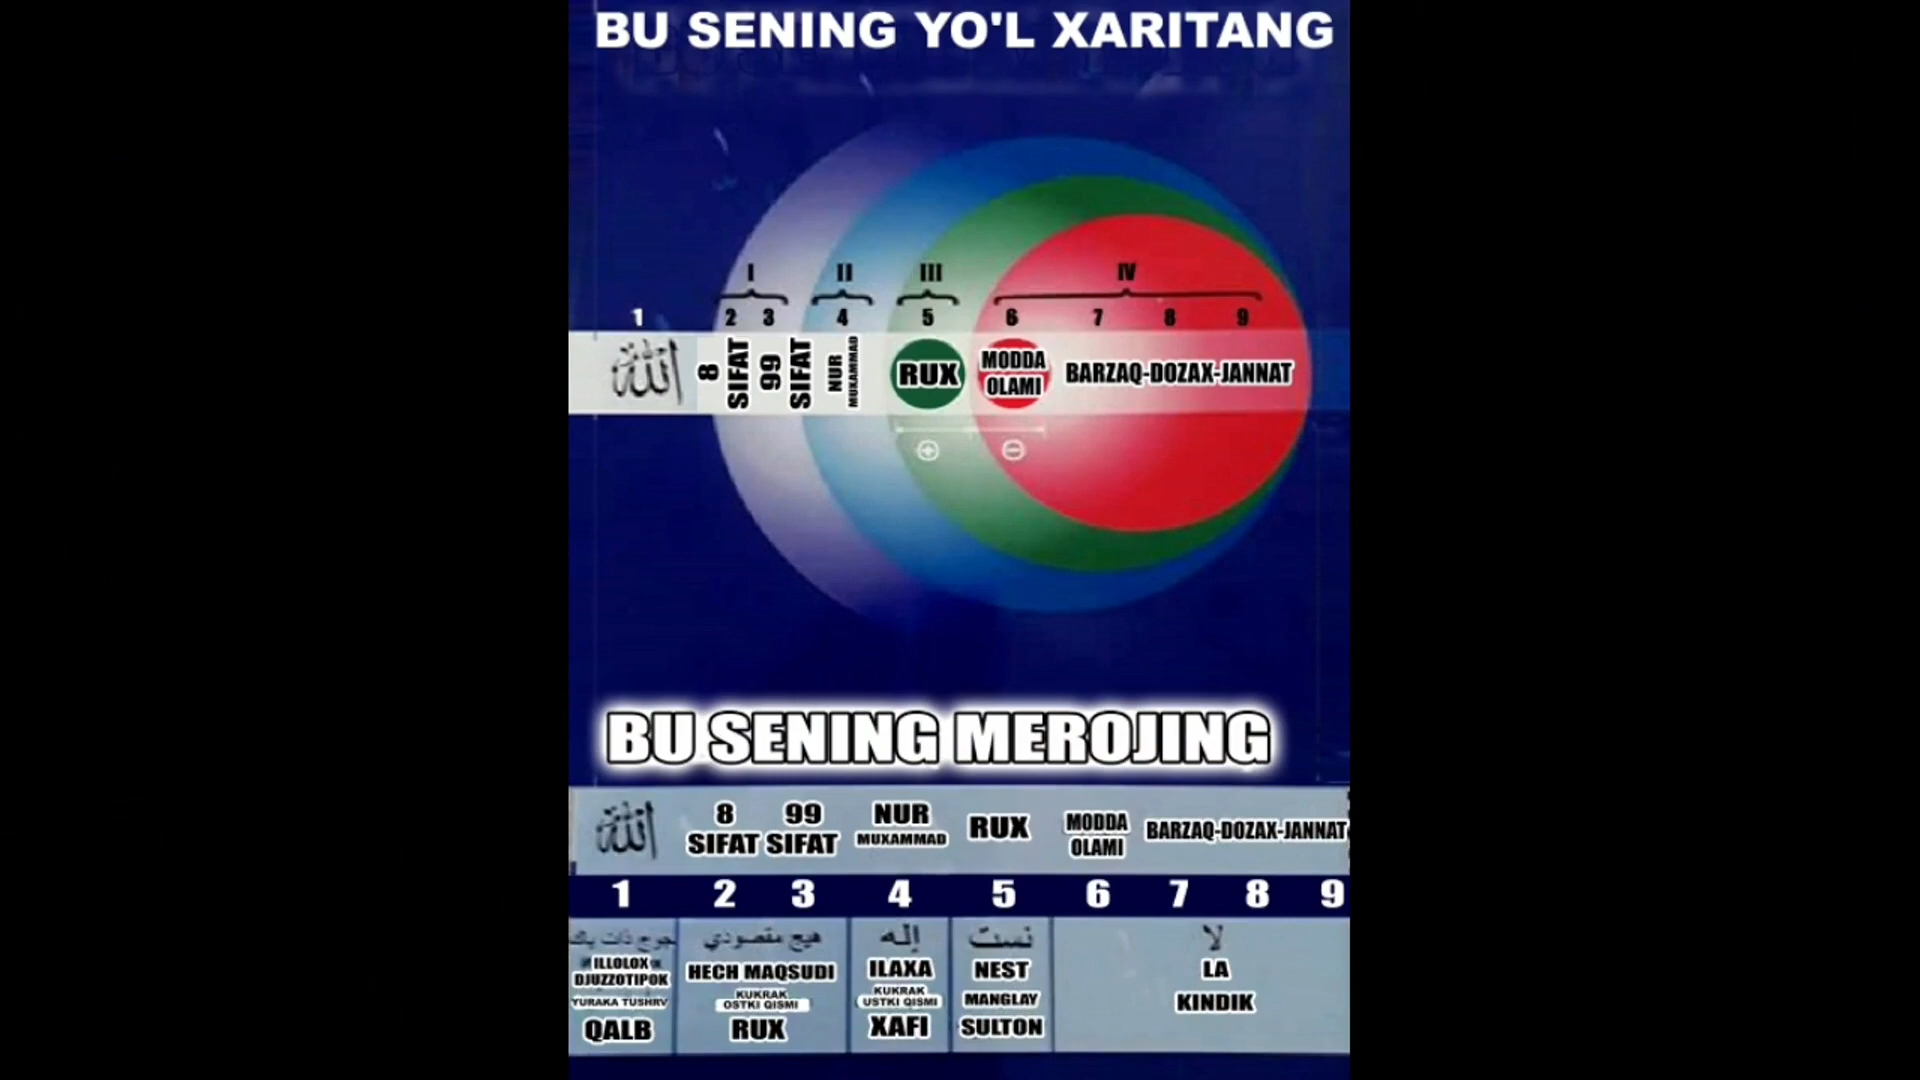 BU SENING YO'L XARITANG
I II III IV
1 2 3 4 5 6 7 8 9
الله
8 SIFAT
99 SIFAT
NUR
MUXAMMAD
RUX
MODDA
OLAMI
BARZAQ-DOZAX-JANNAT
BU SENING MEROJING
الله
8
SIFAT
99
SIFAT
NUR
MUXAMMAD
RUX
MODDA
OLAMI
BARZAQ-DOZAX-JANNAT
1 2 3 4 5 6 7 8 9
ذات پاک
ILLOLOX
DJUZZOTIPOK
YURAKA TUSHRV
QALB
هیچ مقصودي
HECH MAQSUDI
KUKRAK
OSTKI QISMI
RUX
إله
ILAXA
KUKRAK
USTKI QISMI
XAFI
نست
NEST
MANGLAY
SULTON
لا
LA
KINDIK